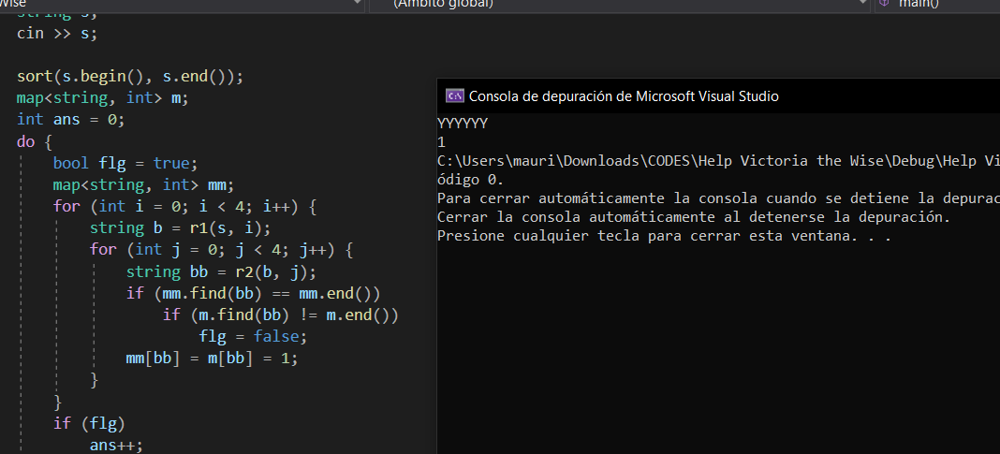 Wise
(Ámbito global)
main()
string s;
cin >> s;
sort(s.begin(), s.end());
map<string, int> m;
int ans = 0;
do {
bool flg = true;
map<string, int> mm;
for (int i = 0; i < 4; i++) {
string b = r1(s, i);
for (int j = 0; j < 4; j++) {
string bb = r2(b, j);
if (mm.find(bb) == mm.end())
if (m.find(bb) != m.end())
flg = false;
mm[bb] = m[bb] = 1;
}
}
if (flg)
ans++;
Consola de depuración de Microsoft Visual Studio
YYYYYY
1
C:\Users\mauri\Downloads\CODES\Help Victoria the Wise\Debug\Help Vi
ódigo 0.
Para cerrar automáticamente la consola cuando se detiene la depurac
Cerrar la consola automáticamente al detenerse la depuración.
Presione cualquier tecla para cerrar esta ventana. . .